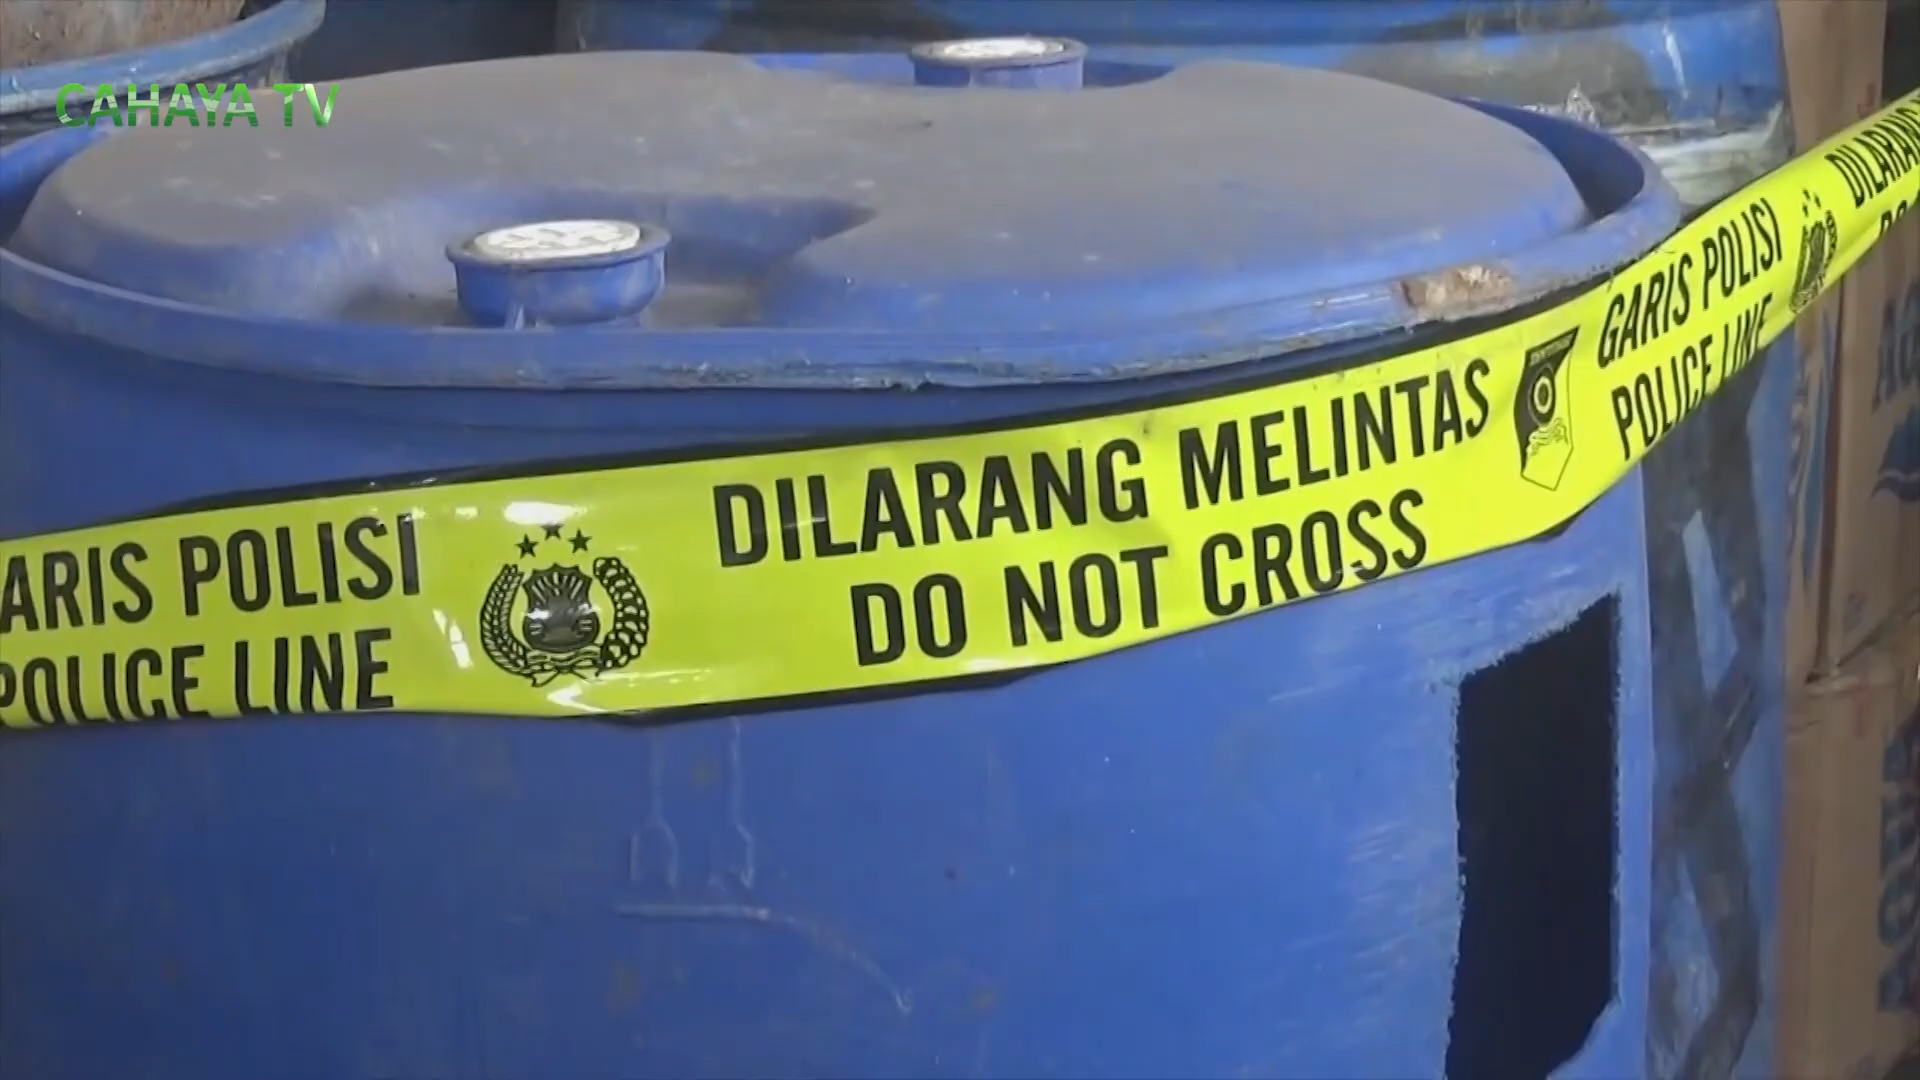 CAHAYA TV
ARIS POLISI
POLICE LINE
DILARANG MELINTAS
DO NOT CROSS
GARIS POLISI
POLICE LINE
DILARAN